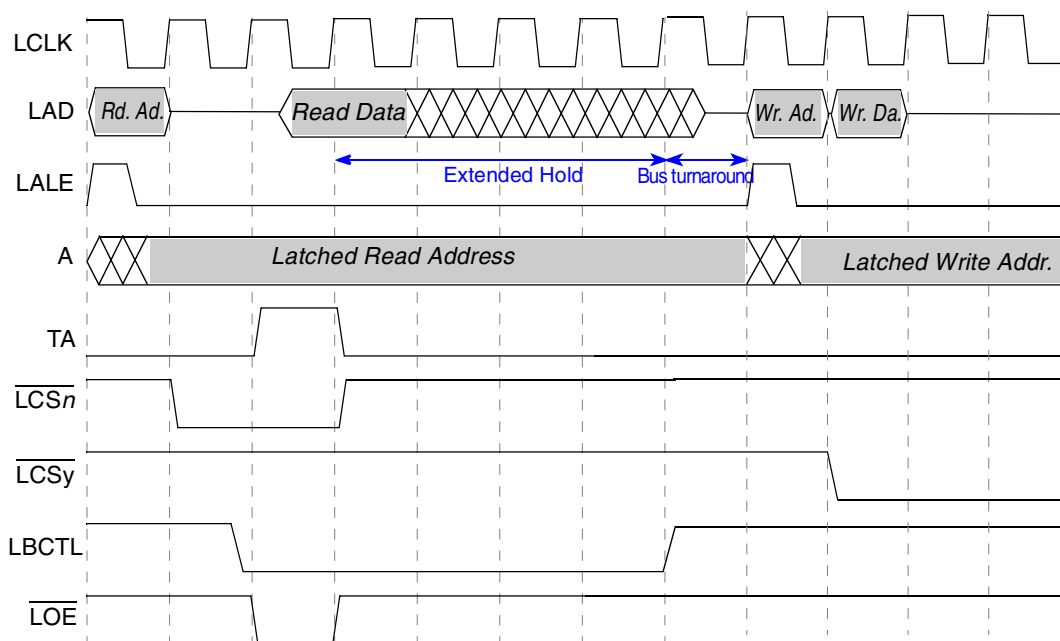 LCLK
LAD
Rd. Ad.
Read Data
Wr. Ad.
Wr. Da.
Extended Hold
Bus turnaround
LALE
A
Latched Read Address
Latched Write Addr.
TA
LCSn
LCSy
LBCTL
LOE